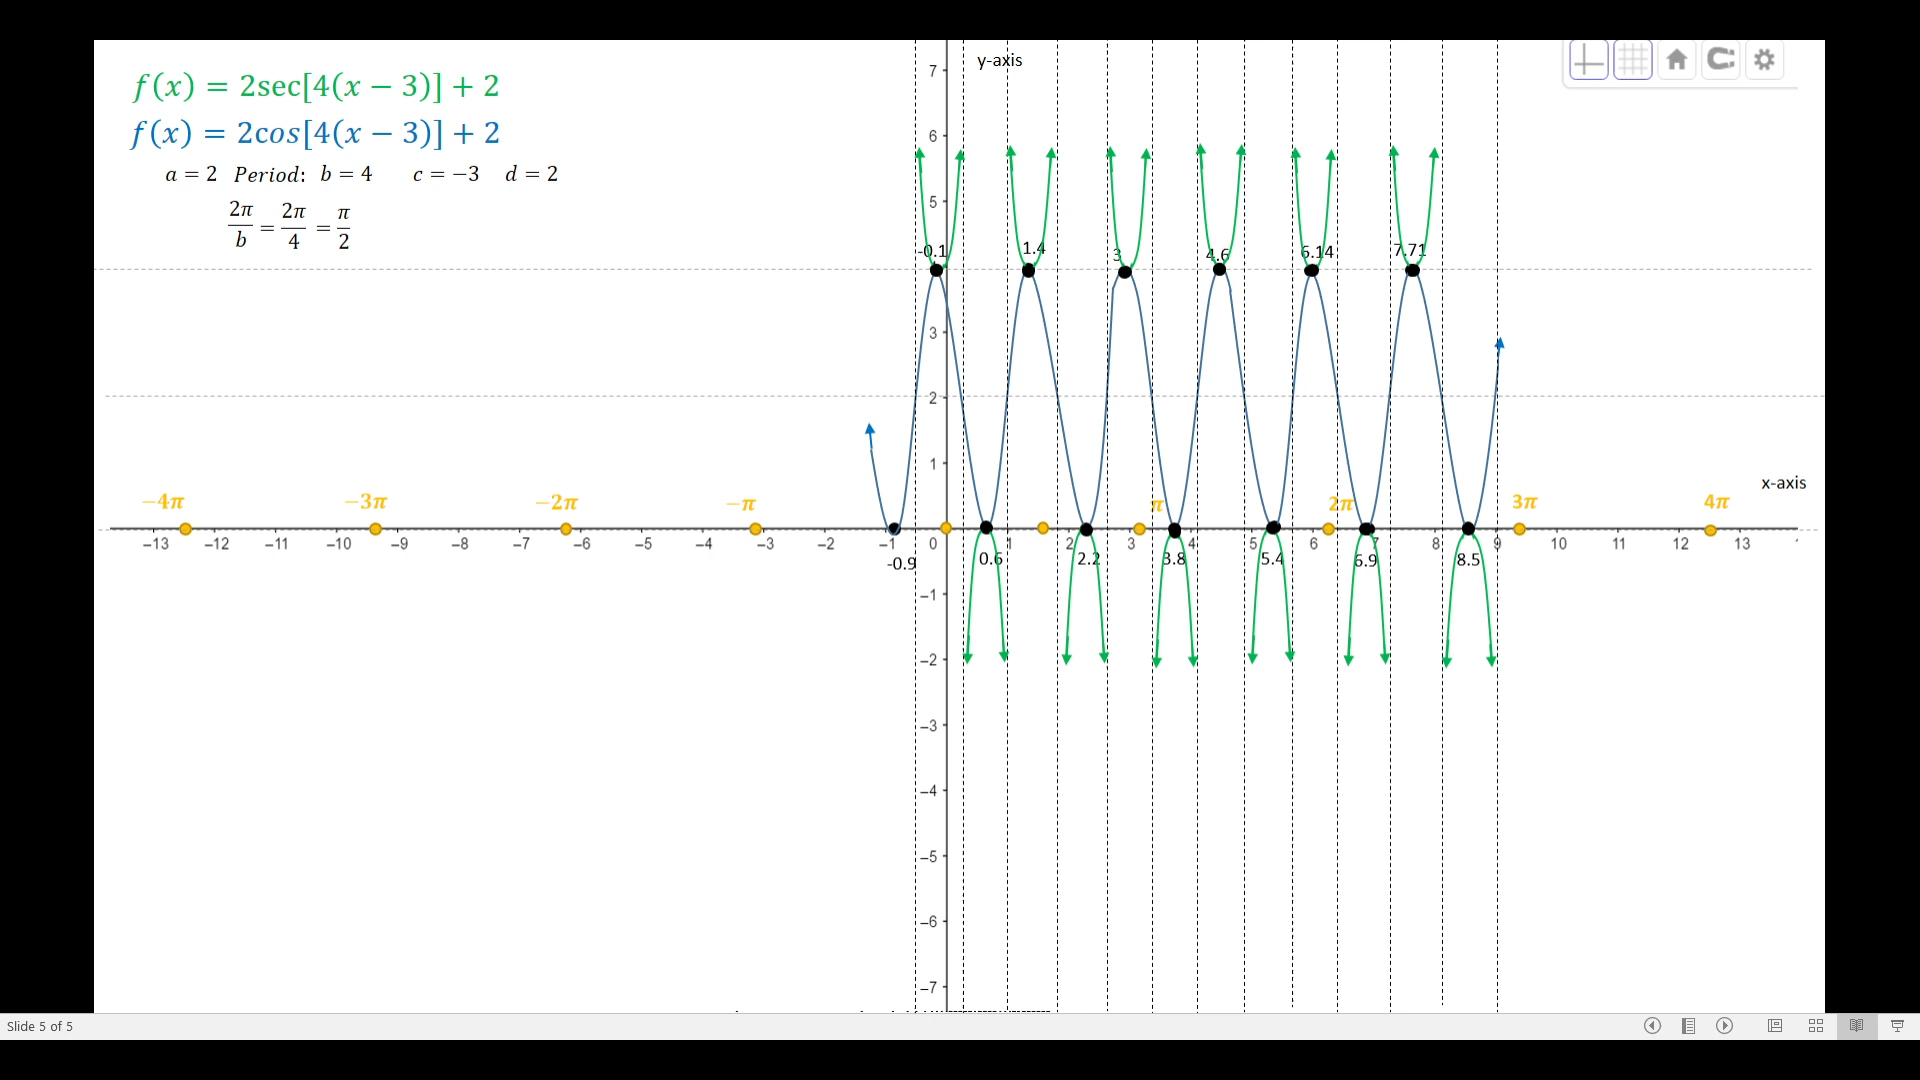 f(x) = 2sec[4(x − 3)] + 2
f(x) = 2cos[4(x − 3)] + 2
a = 2 Period: b = 4 c = −3 d = 2
2π/b = 2π/4 = π/2
y-axis
7
6
5
-0.1 1.4 3 4.6 6.14 7.71
3
2
1
x-axis
−4π −3π −2π −π π 2π 3π 4π
−13 −12 −11 −10 −9 −8 −7 −6 −5 −4 −3 −2 −1 0 1 2 3 4 5 6 7 8 9 10 11 12 13
-0.9 0.6 2.2 3.8 5.4 6.9 8.5
−1
−2
−3
−4
−5
−6
−7
Slide 5 of 5